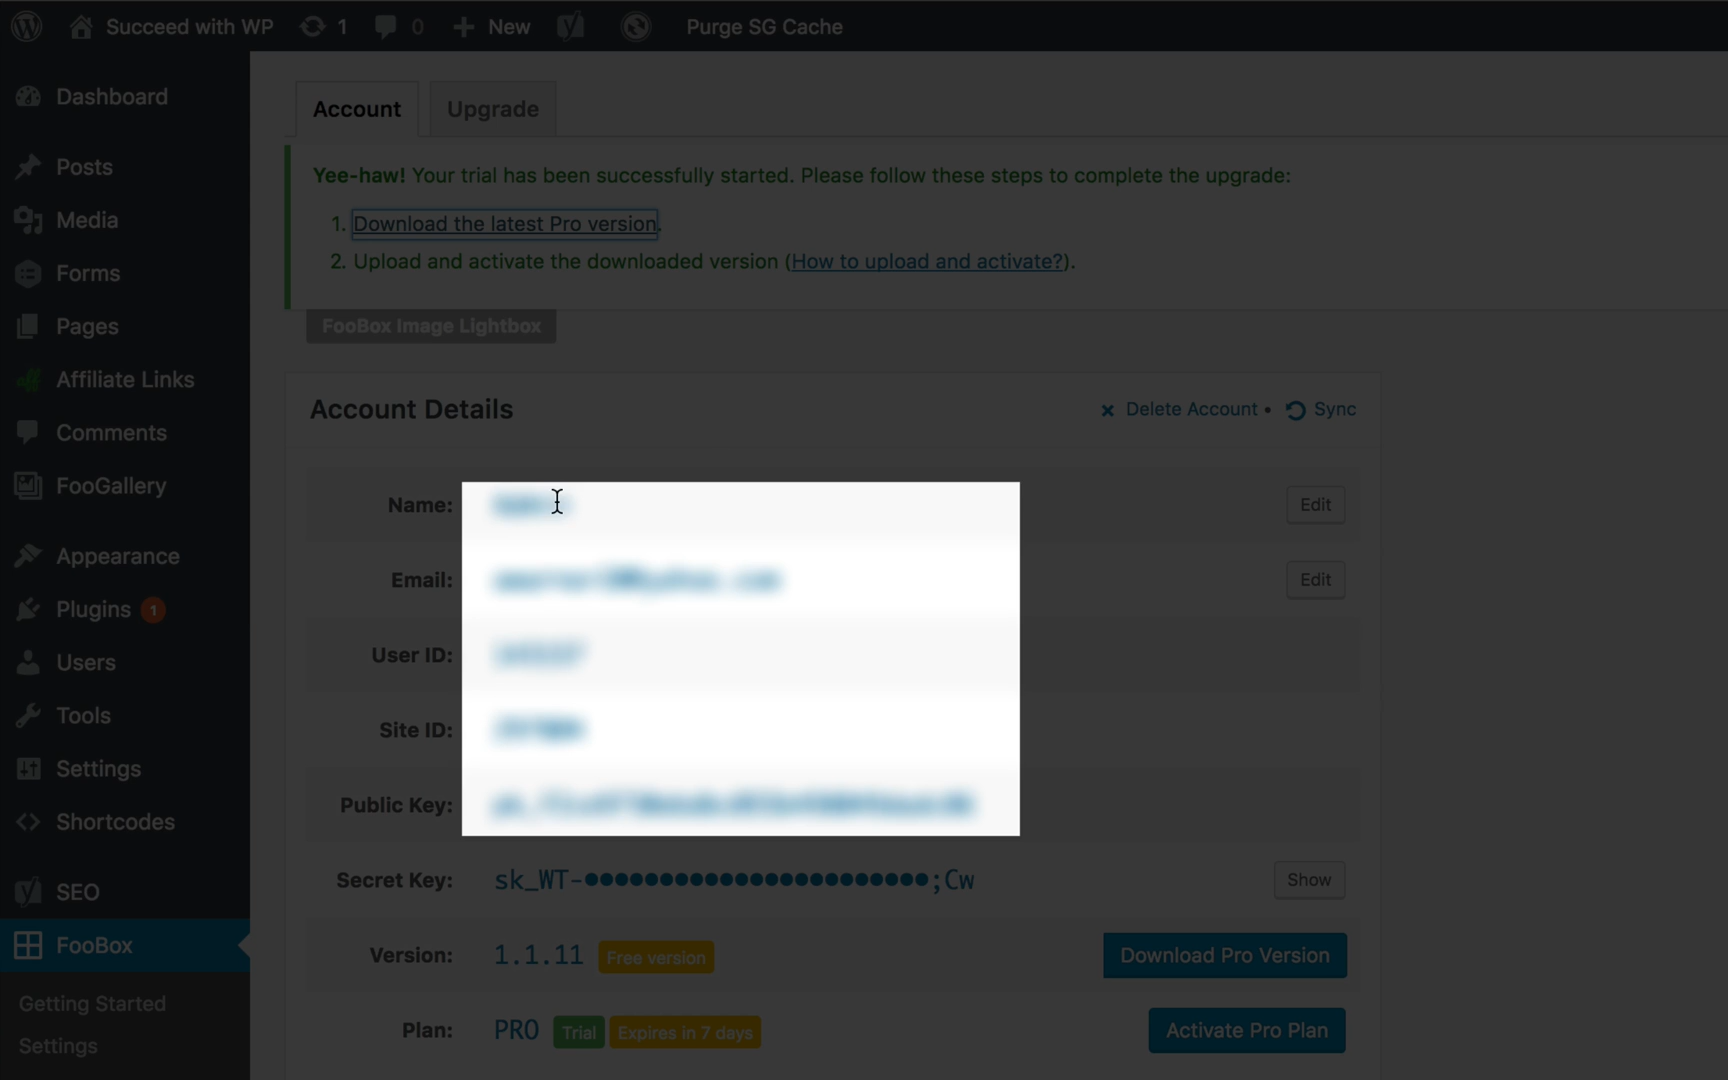 Succeed with WP 1 0 New Purge SG Cache
Dashboard
Posts
Media
Forms
Pages
Affiliate Links
Comments
FooGallery
Appearance
Plugins 1
Users
Tools
Settings
Shortcodes
SEO
FooBox
Getting Started
Settings
Account Upgrade
Yee-haw! Your trial has been successfully started. Please follow these steps to complete the upgrade:
1. Download the latest Pro version.
2. Upload and activate the downloaded version (How to upload and activate?).
FooBox Image Lightbox
Account Details × Delete Account • Sync
Name: Edit
Email: Edit
User ID:
Site ID:
Public Key:
Secret Key: sk_WT-•••••••••••••••••••••••;Cw Show
Version: 1.1.11 Free version Download Pro Version
Plan: PRO Trial Expires in 7 days Activate Pro Plan